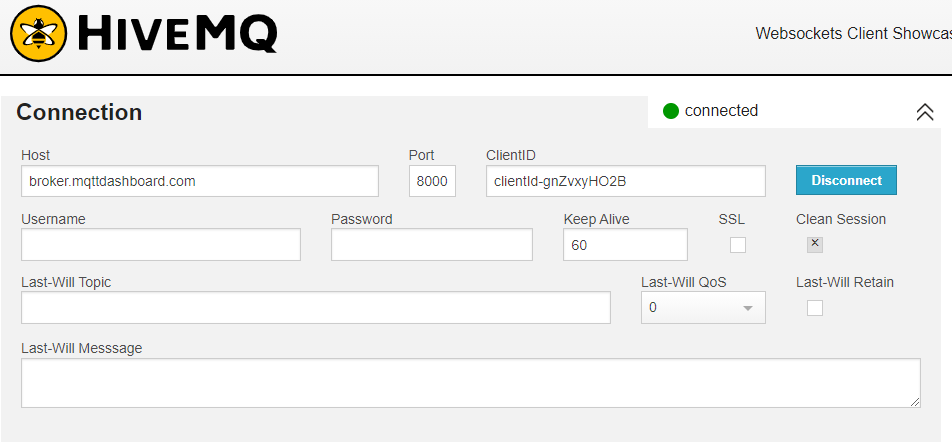 HIVEMQ
Websockets Client Showcas
Connection
connected
Host
Port
ClientID
broker.mqttdashboard.com
8000
clientId-gnZvxyHO2B
Disconnect
Username
Password
Keep Alive
SSL
Clean Session
60
Last-Will Topic
Last-Will QoS
Last-Will Retain
0
Last-Will Messsage